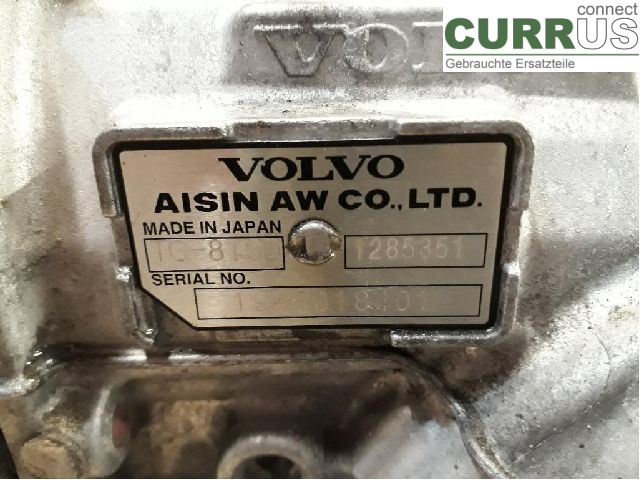 connect
CURRUS
Gebrauchte Ersatzteile
VOLVO
AISIN AW CO., LTD.
MADE IN JAPAN
1285351
SERIAL NO.